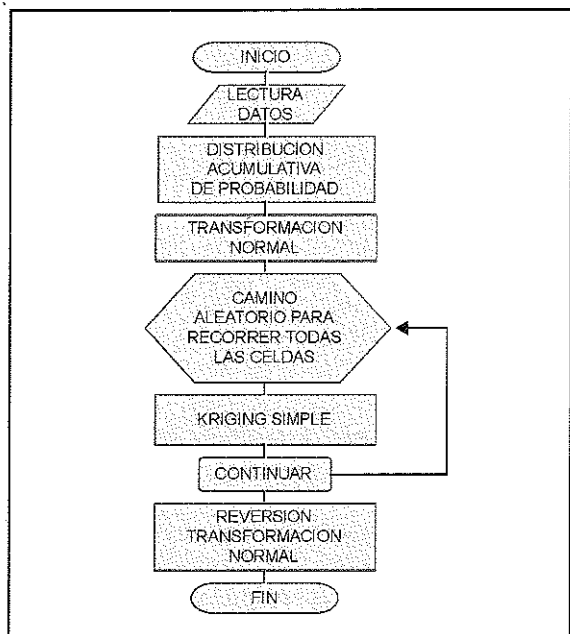 INICIO
LECTURA
DATOS
DISTRIBUCION
ACUMULATIVA
DE PROBABILIDAD
TRANSFORMACION
NORMAL
CAMINO
ALEATORIO PARA
RECORRER TODAS
LAS CELDAS
KRIGING SIMPLE
CONTINUAR
REVERSION
TRANSFORMACION
NORMAL
FIN